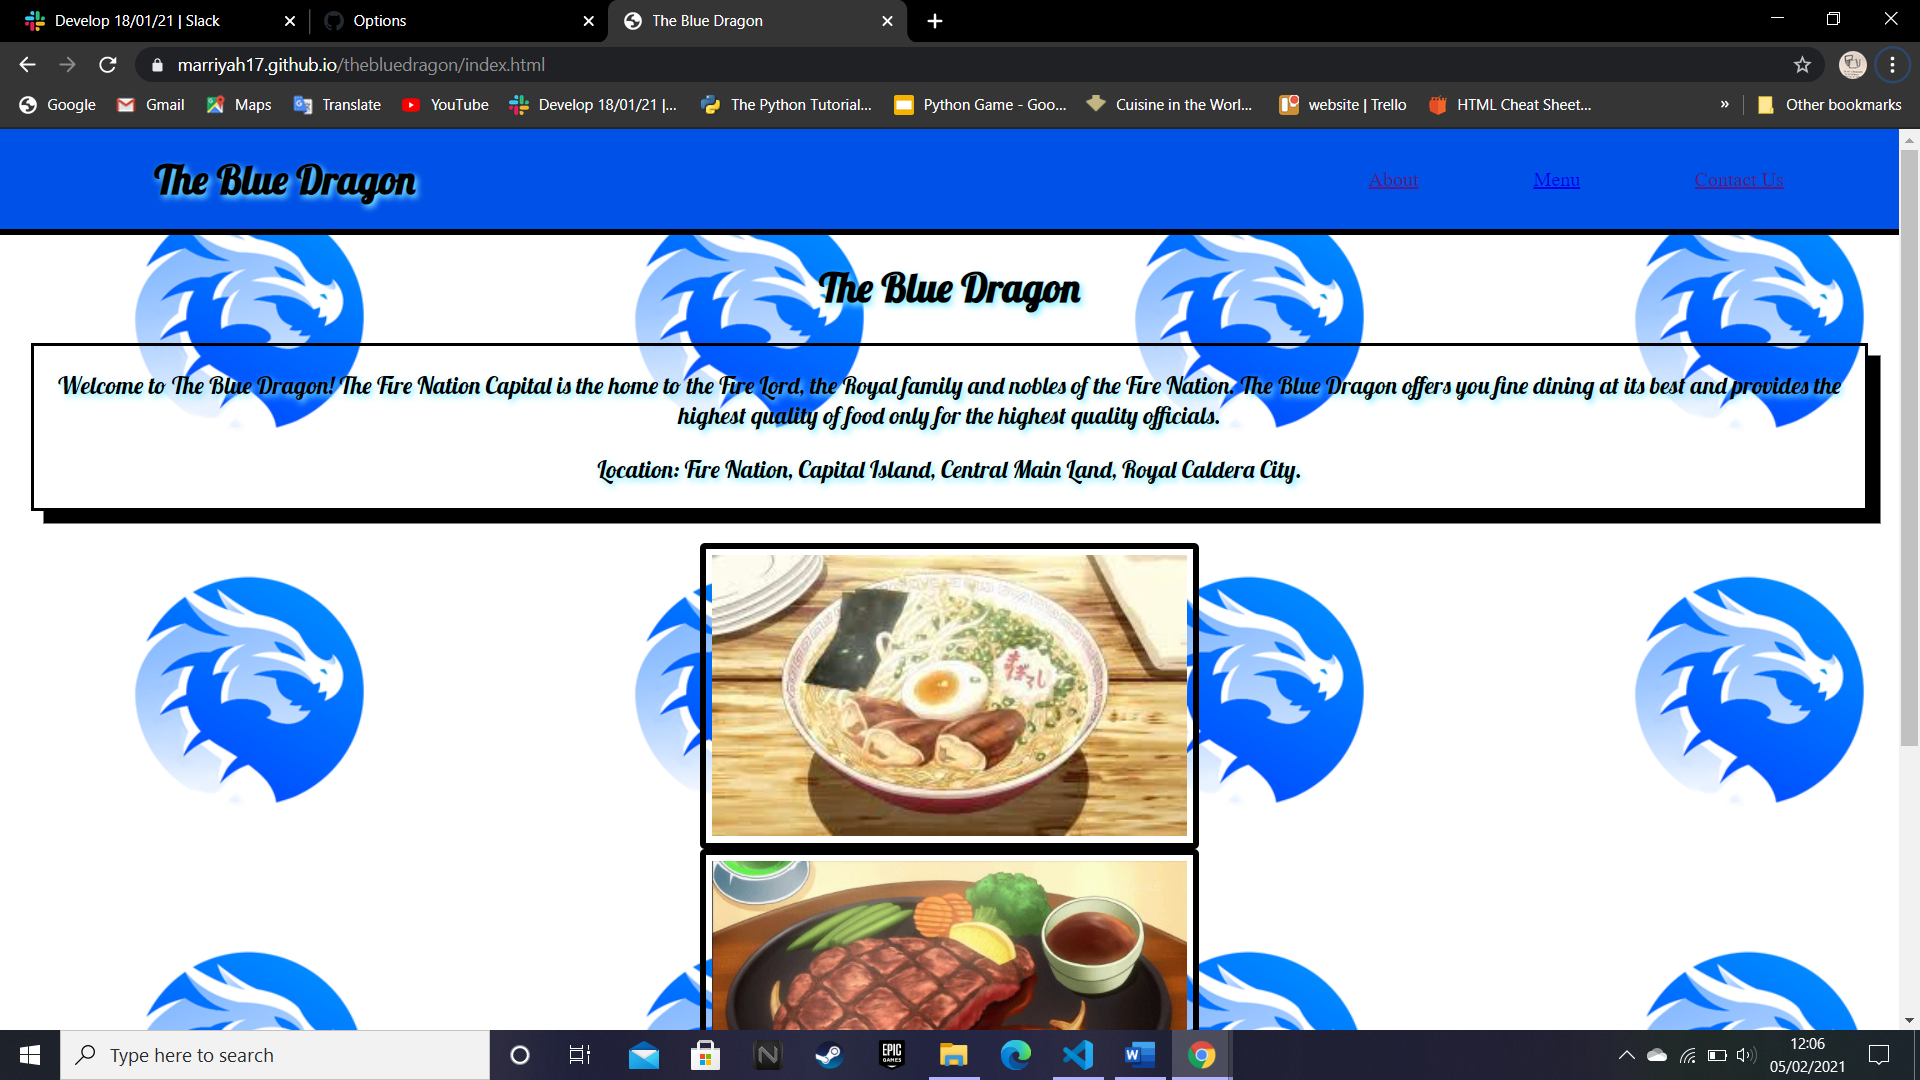 Develop 18/01/21 | Slack
Options
The Blue Dragon
marriyah17.github.io/thebluedragon/index.html
Google
Gmail
Maps
Translate
YouTube
Develop 18/01/21 |...
The Python Tutorial...
Python Game - Goo...
Cuisine in the Worl...
website | Trello
HTML Cheat Sheet...
»
Other bookmarks
The Blue Dragon
About
Menu
Contact Us
The Blue Dragon
Welcome to The Blue Dragon! The Fire Nation Capital is the home to the Fire Lord, the Royal family and nobles of the Fire Nation. The Blue Dragon offers you fine dining at its best and provides the
highest quality of food only for the highest quality officials.
Location: Fire Nation, Capital Island, Central Main Land, Royal Caldera City.
Type here to search
EPIC
GAMES
12:06
05/02/2021